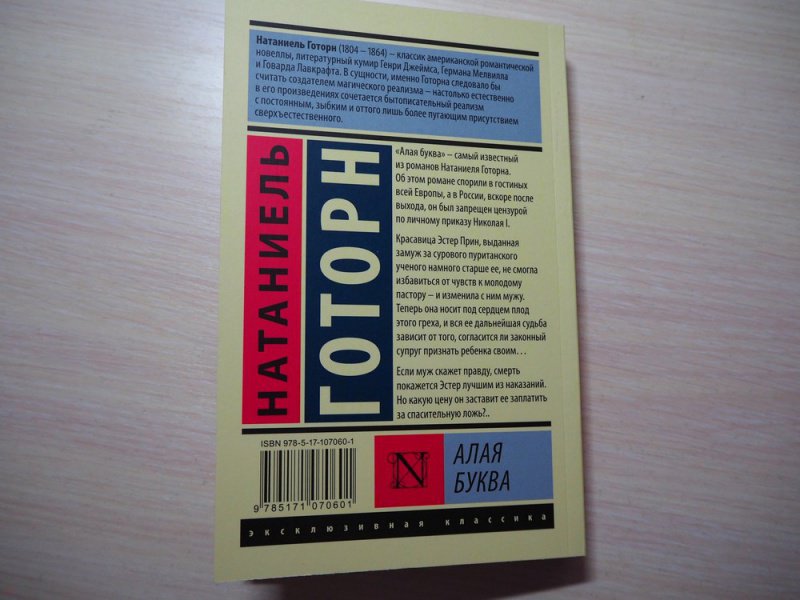 Натаниель Готорн (1804 – 1864) – классик американской романтической
новеллы, литературный кумир Генри Джеймса, Германа Мелвилла
и Говарда Лавкрафта. В сущности, именно Готорна следовало бы
считать создателем магического реализма – настолько естественно
в его произведениях сочетается бытописательный реализм
с постоянным, зыбким и оттого лишь более пугающим присутствием
сверхъестественного.
НАТАНИЕЛЬ
ГОТОРН
«Алая буква» – самый известный
из романов Натаниеля Готорна.
Об этом романе спорили в гостиных
всей Европы, а в России, вскоре после
выхода, он был запрещен цензурой
по личному приказу Николая I.
Красавица Эстер Прин, выданная
замуж за сурового пуританского
ученого намного старше ее, не смогла
избавиться от чувств к молодому
пастору – и изменила с ним мужу.
Теперь она носит под сердцем плод
этого греха, и вся ее дальнейшая судьба
зависит от того, согласится ли законный
супруг признать ребенка своим...
Если муж скажет правду, смерть
покажется Эстер лучшим из наказаний.
Но какую цену он заставит ее заплатить
за спасительную ложь?..
ISBN 978-5-17-107060-1
9 785171 070601
N
АЛАЯ
БУКВА
эксклюзивная классика